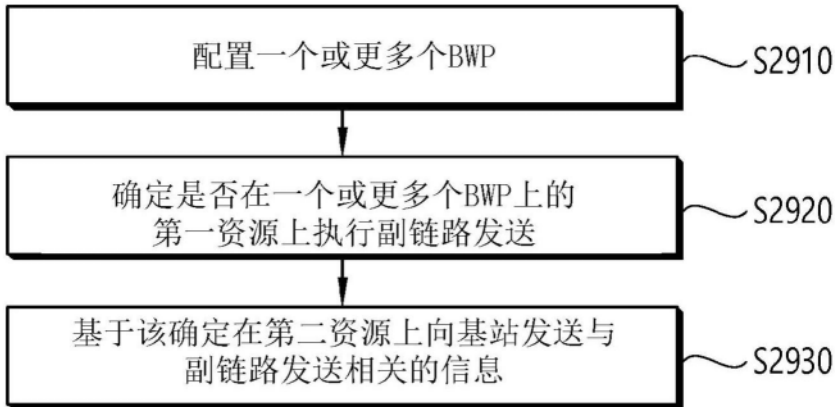 配置一个或更多个BWP
S2910
确定是否在一个或更多个BWP上的
第一资源上执行副链路发送
S2920
基于该确定在第二资源上向基站发送与
副链路发送相关的信息
S2930